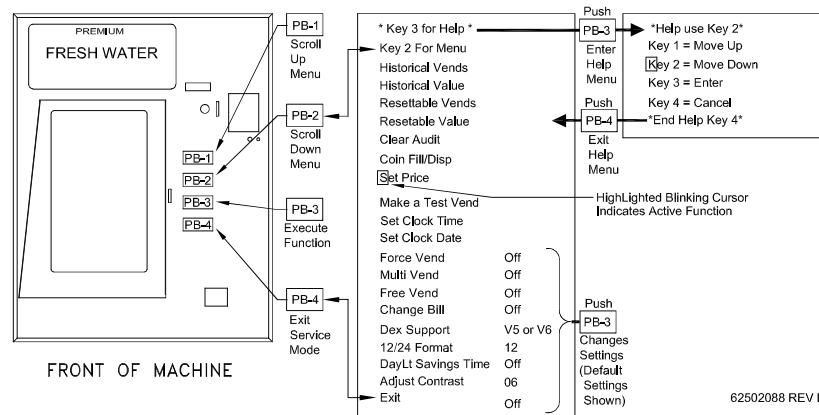 PREMIUM
FRESH WATER
PB-1
PB-2
PB-3
PB-4
FRONT OF MACHINE
PB-1
Scroll
Up
Menu
PB-2
Scroll
Down
Menu
PB-3
Execute
Function
PB-4
Exit
Service
Mode
* Key 3 for Help *
Key 2 For Menu
Historical Vends
Historical Value
Resettable Vends
Resetable Value
Clear Audit
Coin Fill/Disp
Set Price
Make a Test Vend
Set Clock Time
Set Clock Date
Force Vend Off
Multi Vend Off
Free Vend Off
Change Bill Off
Dex Support V5 or V6
12/24 Format 12
DayLt Savings Time Off
Adjust Contrast 06
Exit Off
Push
PB-3
Enter
Help
Menu
Push
PB-4
Exit
Help
Menu
*Help use Key 2*
Key 1 = Move Up
Key 2 = Move Down
Key 3 = Enter
Key 4 = Cancel
*End Help Key 4*
HighLighted Blinking Cursor
Indicates Active Function
Push
PB-3
Changes
Settings
(Default
Settings
Shown)
62502088 REV